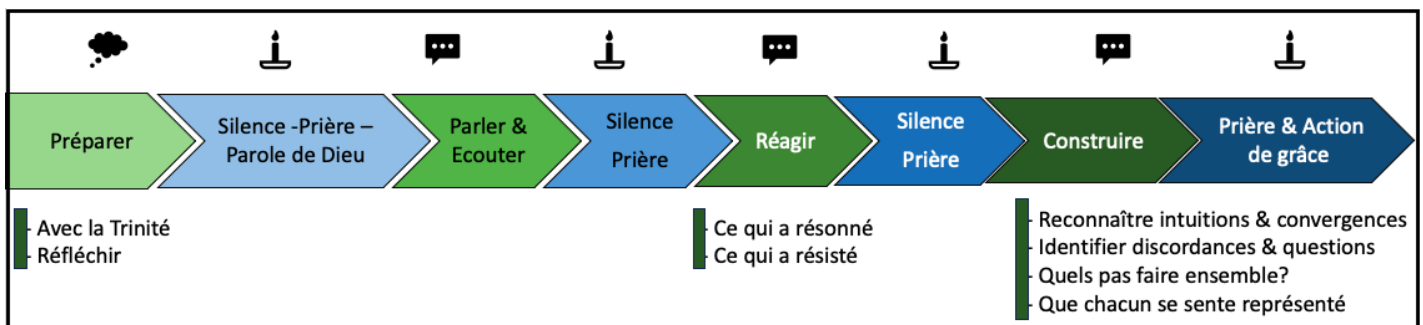 Préparer
Silence -Prière –
Parole de Dieu
Parler &
Ecouter
Silence
Prière
Réagir
Silence
Prière
Construire
Prière & Action
de grâce
- Avec la Trinité
- Réfléchir
- Ce qui a résonné
- Ce qui a résisté
- Reconnaître intuitions & convergences
- Identifier discordances & questions
- Quels pas faire ensemble?
- Que chacun se sente représenté